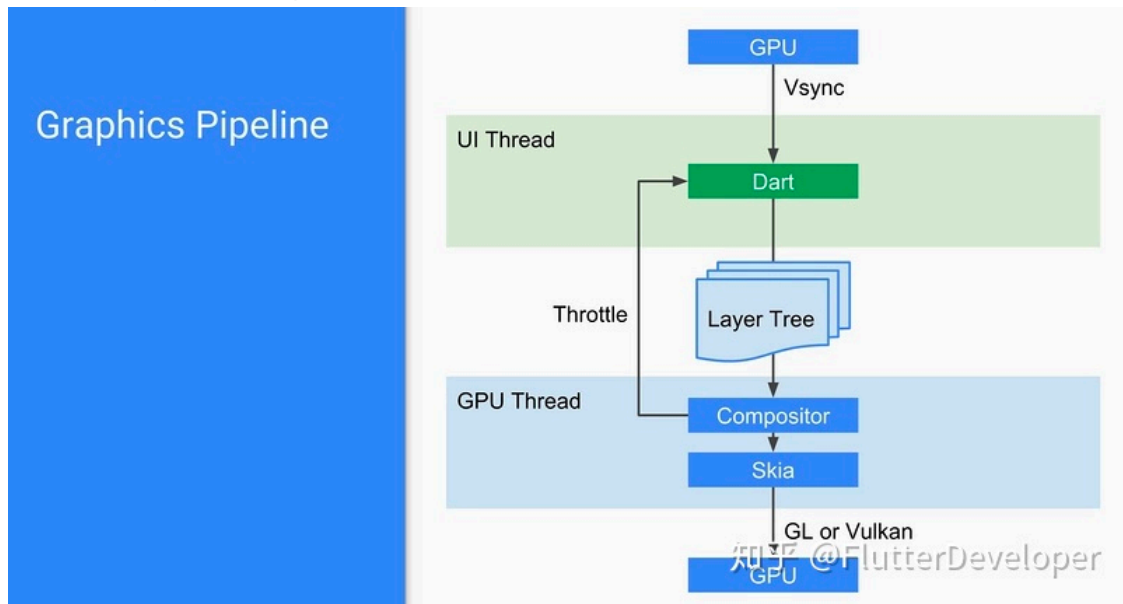 Graphics Pipeline
GPU
Vsync
UI Thread
Dart
Throttle
Layer Tree
GPU Thread
Compositor
Skia
GL or Vulkan
知乎 @FlutterDeveloper
GPU